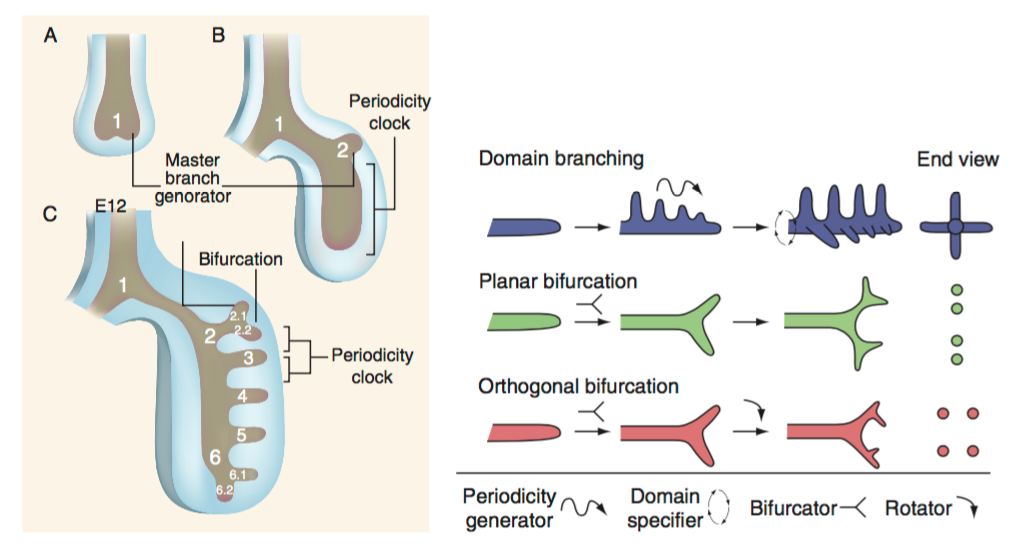 A
B
1
1
2
Periodicity
clock
Master
branch
genorator
C
E12
Bifurcation
1
2.1
2.2
2
3
4
5
6
6.1
6.2
Periodicity
clock
Domain branching
End view
Planar bifurcation
Orthogonal bifurcation
Periodicity
generator
Domain
specifier
Bifurcator
Rotator